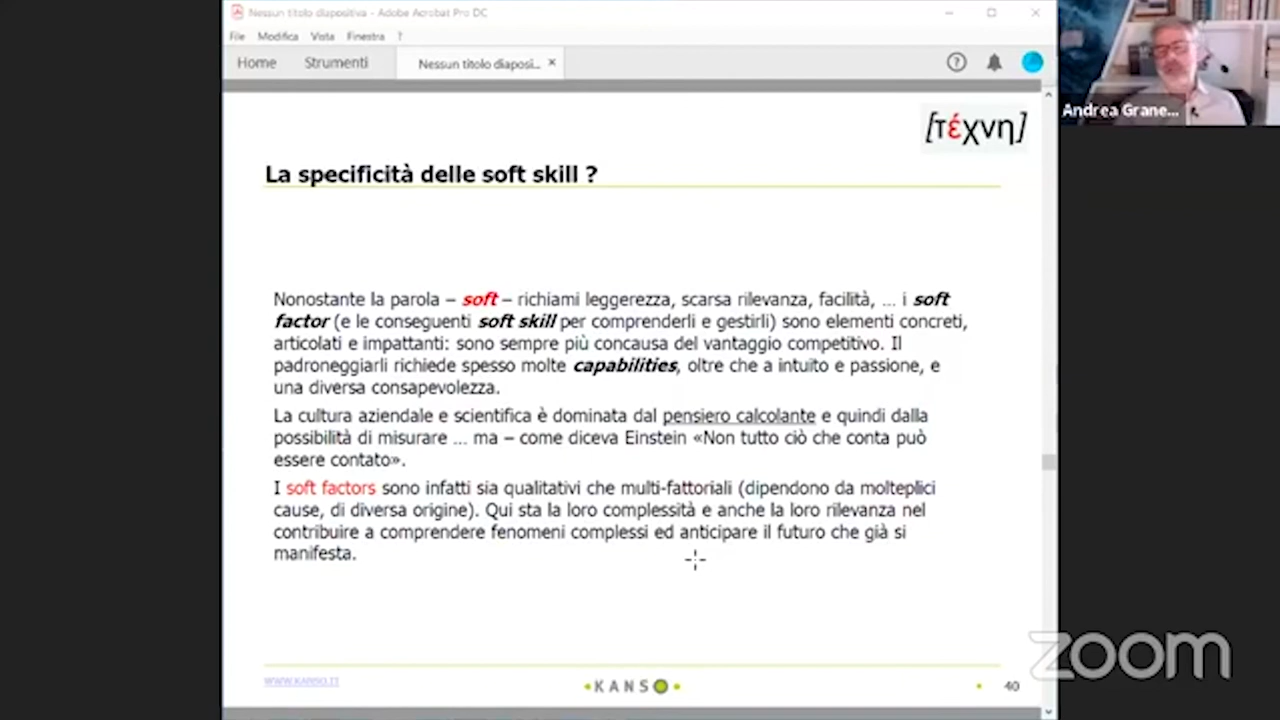 Nessun titolo diapositiva - Adobe Acrobat Pro DC
File Modifica Vista Finestra ?
Home Strumenti Nessun titolo diaposi... ×
Andrea Grane...
[τέχνη]
La specificità delle soft skill ?
Nonostante la parola – soft – richiami leggerezza, scarsa rilevanza, facilità, ... i soft
factor (e le conseguenti soft skill per comprenderli e gestirli) sono elementi concreti,
articolati e impattanti: sono sempre più concausa del vantaggio competitivo. Il
padroneggiarli richiede spesso molte capabilities, oltre che a intuito e passione, e
una diversa consapevolezza.
La cultura aziendale e scientifica è dominata dal pensiero calcolante e quindi dalla
possibilità di misurare ... ma – come diceva Einstein «Non tutto ciò che conta può
essere contato».
I soft factors sono infatti sia qualitativi che multi-fattoriali (dipendono da molteplici
cause, di diversa origine). Qui sta la loro complessità e anche la loro rilevanza nel
contribuire a comprendere fenomeni complessi ed anticipare il futuro che già si
manifesta.
WWW.KANSO.IT
KANSO
40
zoom